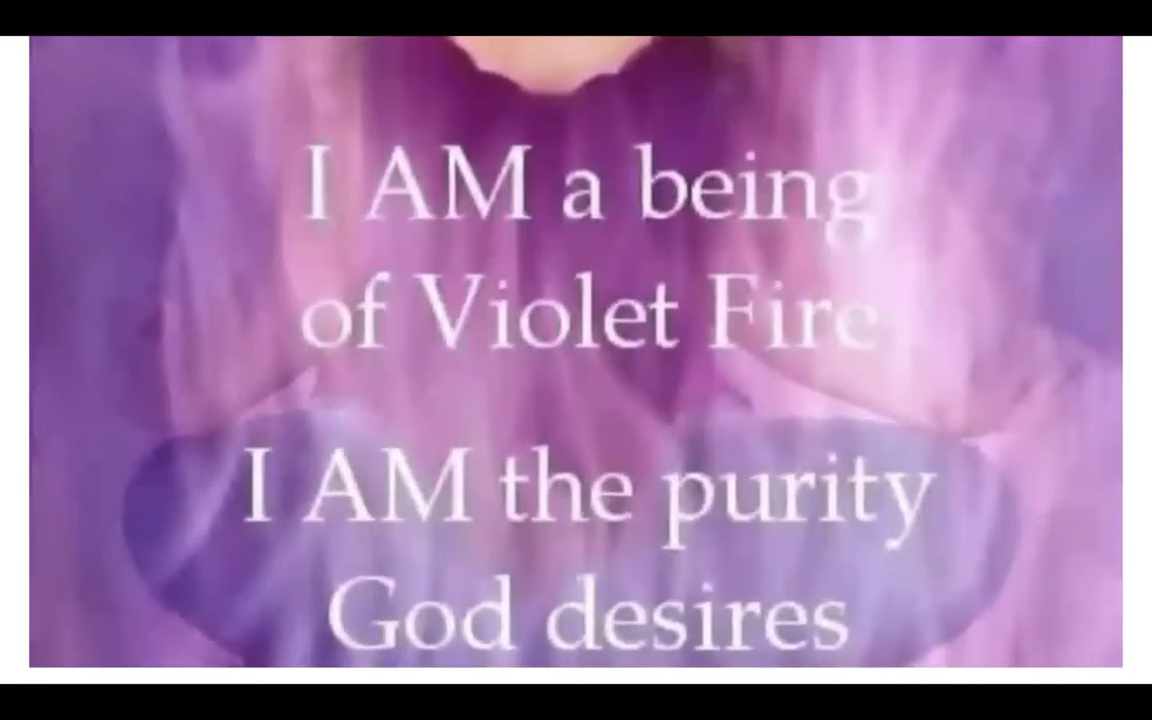 I AM a being
of Violet Fire
I AM the purity
God desires